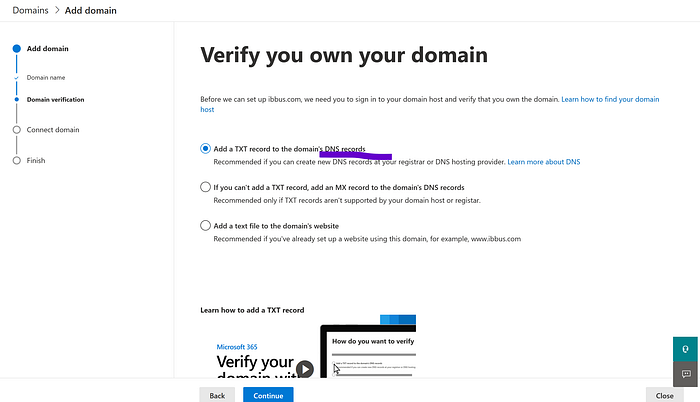 Domains > Add domain
Add domain
Domain name
Domain verification
Connect domain
Finish
Verify you own your domain
Before we can set up ibbus.com, we need you to sign in to your domain host and verify that you own the domain. Learn how to find your domain
host
Add a TXT record to the domain's DNS records
Recommended if you can create new DNS records at your registrar or DNS hosting provider. Learn more about DNS
If you can't add a TXT record, add an MX record to the domain's DNS records
Recommended only if TXT records aren't supported by your domain host or registar.
Add a text file to the domain's website
Recommended if you've already set up a website using this domain, for example, www.ibbus.com
Learn how to add a TXT record
Microsoft 365
Verify your
domain with
How do you want to verify
Back
Continue
Close